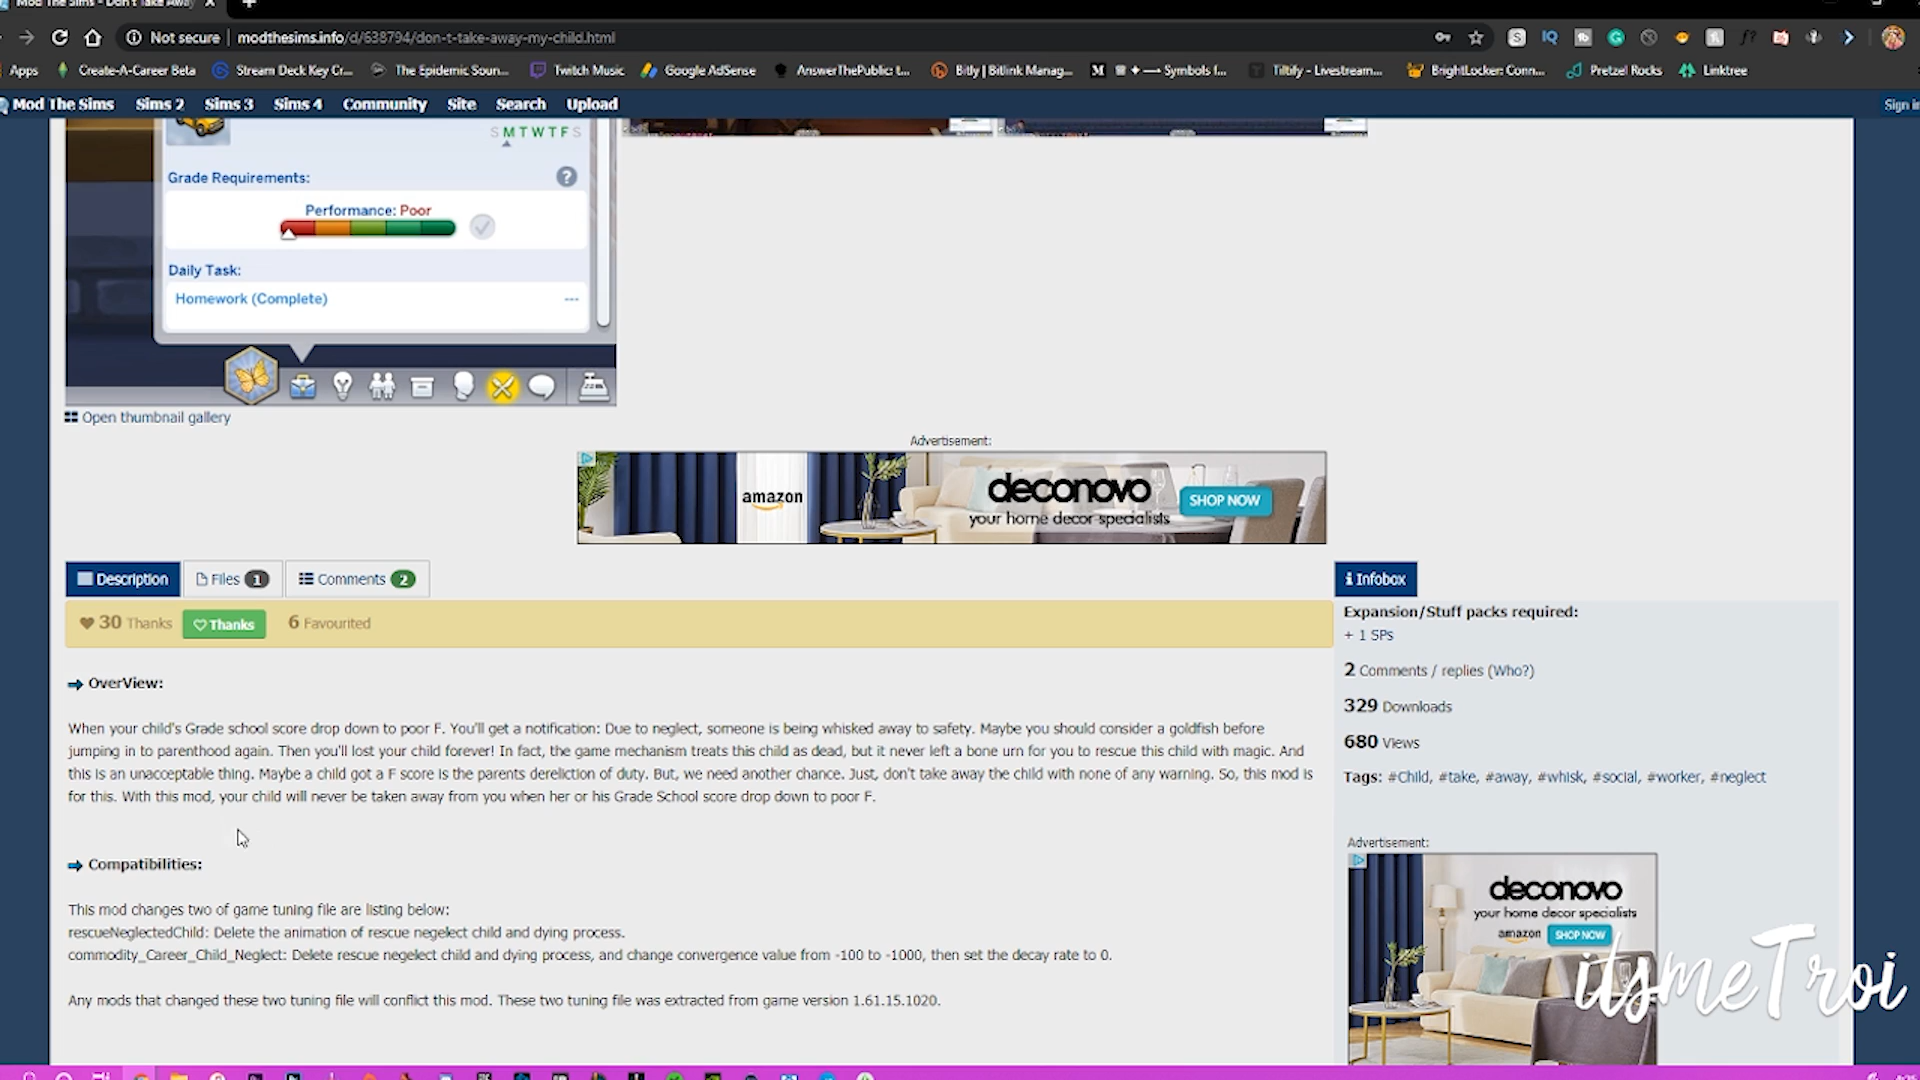 Mod The Sims - Don't Take Away
Not secure | modthesims.info/d/638794/don-t-take-away-my-child.html
Apps Create-A-Career Beta Stream Deck Key Cr... The Epidemic Soun... Twitch Music Google AdSense AnswerThePublic: t... Bitly | Bitlink Manag... Symbols f... Tiltify - Livestream... BrightLocker: Conn... Pretzel Rocks Linktree
Mod The Sims Sims 2 Sims 3 Sims 4 Community Site Search Upload Sign in
S M T W T F S
Grade Requirements: ?
Performance: Poor
Daily Task:
Homework (Complete) ---
Open thumbnail gallery
Advertisement:
amazon
deconovo
your home decor specialists
SHOP NOW
Description Files 1 Comments 2
30 Thanks Thanks 6 Favourited
OverView:
When your child's Grade school score drop down to poor F. You'll get a notification: Due to neglect, someone is being whisked away to safety. Maybe you should consider a goldfish before
jumping in to parenthood again. Then you'll lost your child forever! In fact, the game mechanism treats this child as dead, but it never left a bone urn for you to rescue this child with magic. And
this is an unacceptable thing. Maybe a child got a F score is the parents dereliction of duty. But, we need another chance. Just, don't take away the child with none of any warning. So, this mod is
for this. With this mod, your child will never be taken away from you when her or his Grade School score drop down to poor F.
Compatibilities:
This mod changes two of game tuning file are listing below:
rescueNeglectedChild: Delete the animation of rescue negelect child and dying process.
commodity_Career_Child_Neglect: Delete rescue negelect child and dying process, and change convergence value from -100 to -1000, then set the decay rate to 0.
Any mods that changed these two tuning file will conflict this mod. These two tuning file was extracted from game version 1.61.15.1020.
Infobox
Expansion/Stuff packs required:
+ 1 SPs
2 Comments / replies (Who?)
329 Downloads
680 Views
Tags: #Child, #take, #away, #whisk, #social, #worker, #neglect
Advertisement:
deconovo
your home decor specialists
amazon SHOP NOW
itsmeTroi